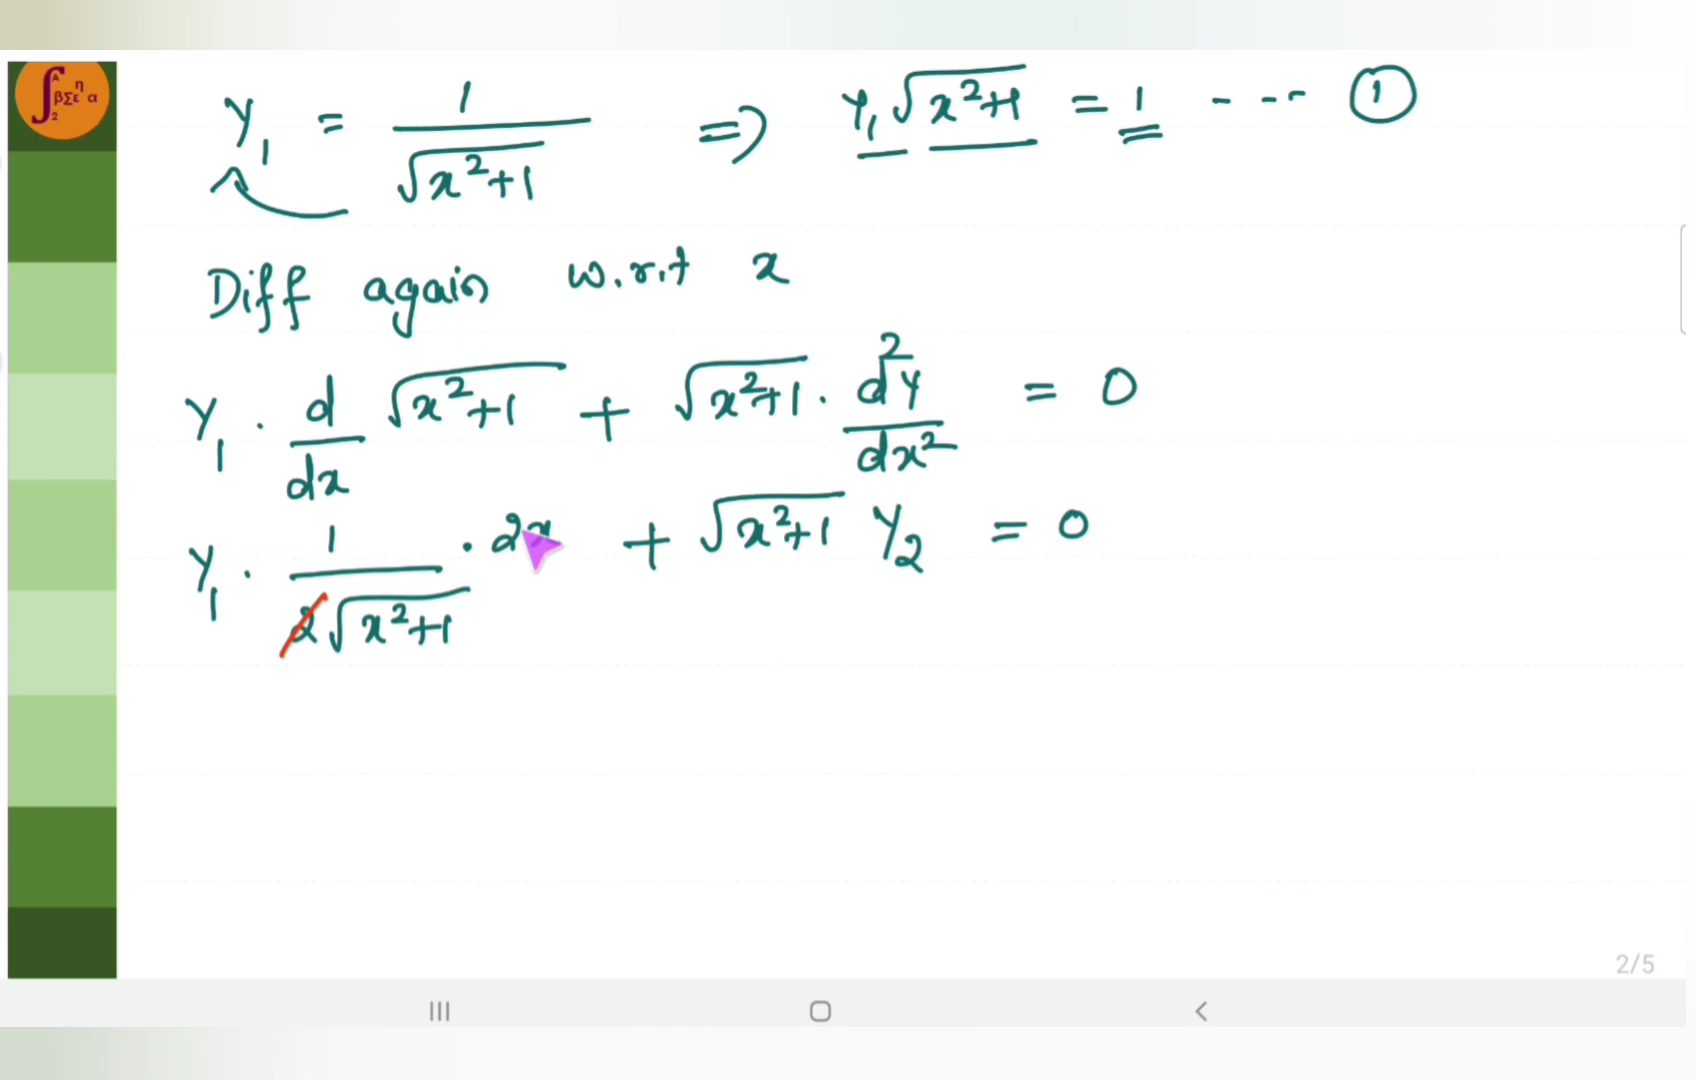 ∫ A β Σ ε η α 2
y₁ = 1/√(x²+1) ⇒ y₁√(x²+1) = 1 - - - ①
Diff again w.r.t x
y₁ · d/dx √(x²+1) + √(x²+1) · d²y/dx² = 0
y₁ · 1/(2√(x²+1)) · 2x + √(x²+1) y₂ = 0
2/5